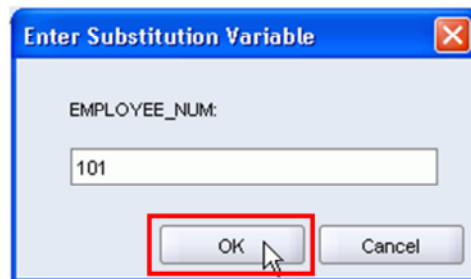 Enter Substitution Variable
EMPLOYEE_NUM:
101
OK
Cancel